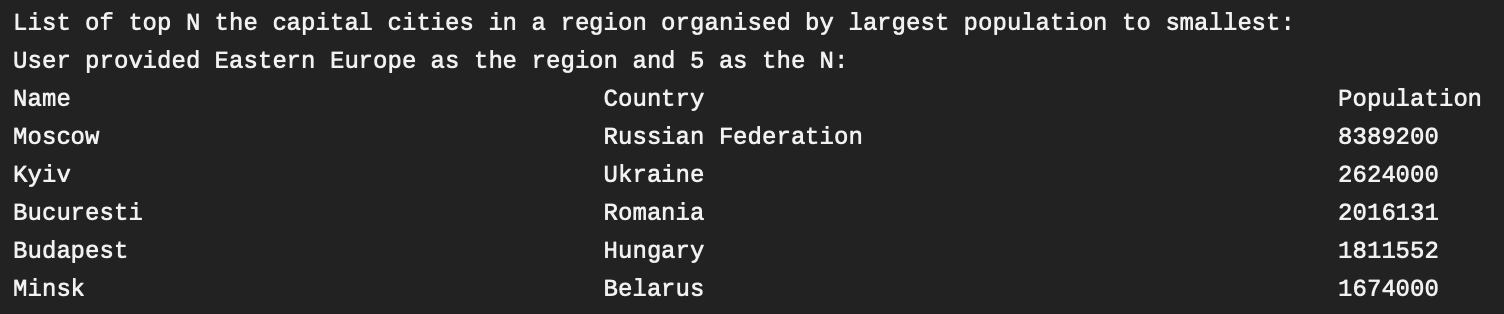 List of top N the capital cities in a region organised by largest population to smallest:
User provided Eastern Europe as the region and 5 as the N:
Name Country Population
Moscow Russian Federation 8389200
Kyiv Ukraine 2624000
Bucuresti Romania 2016131
Budapest Hungary 1811552
Minsk Belarus 1674000